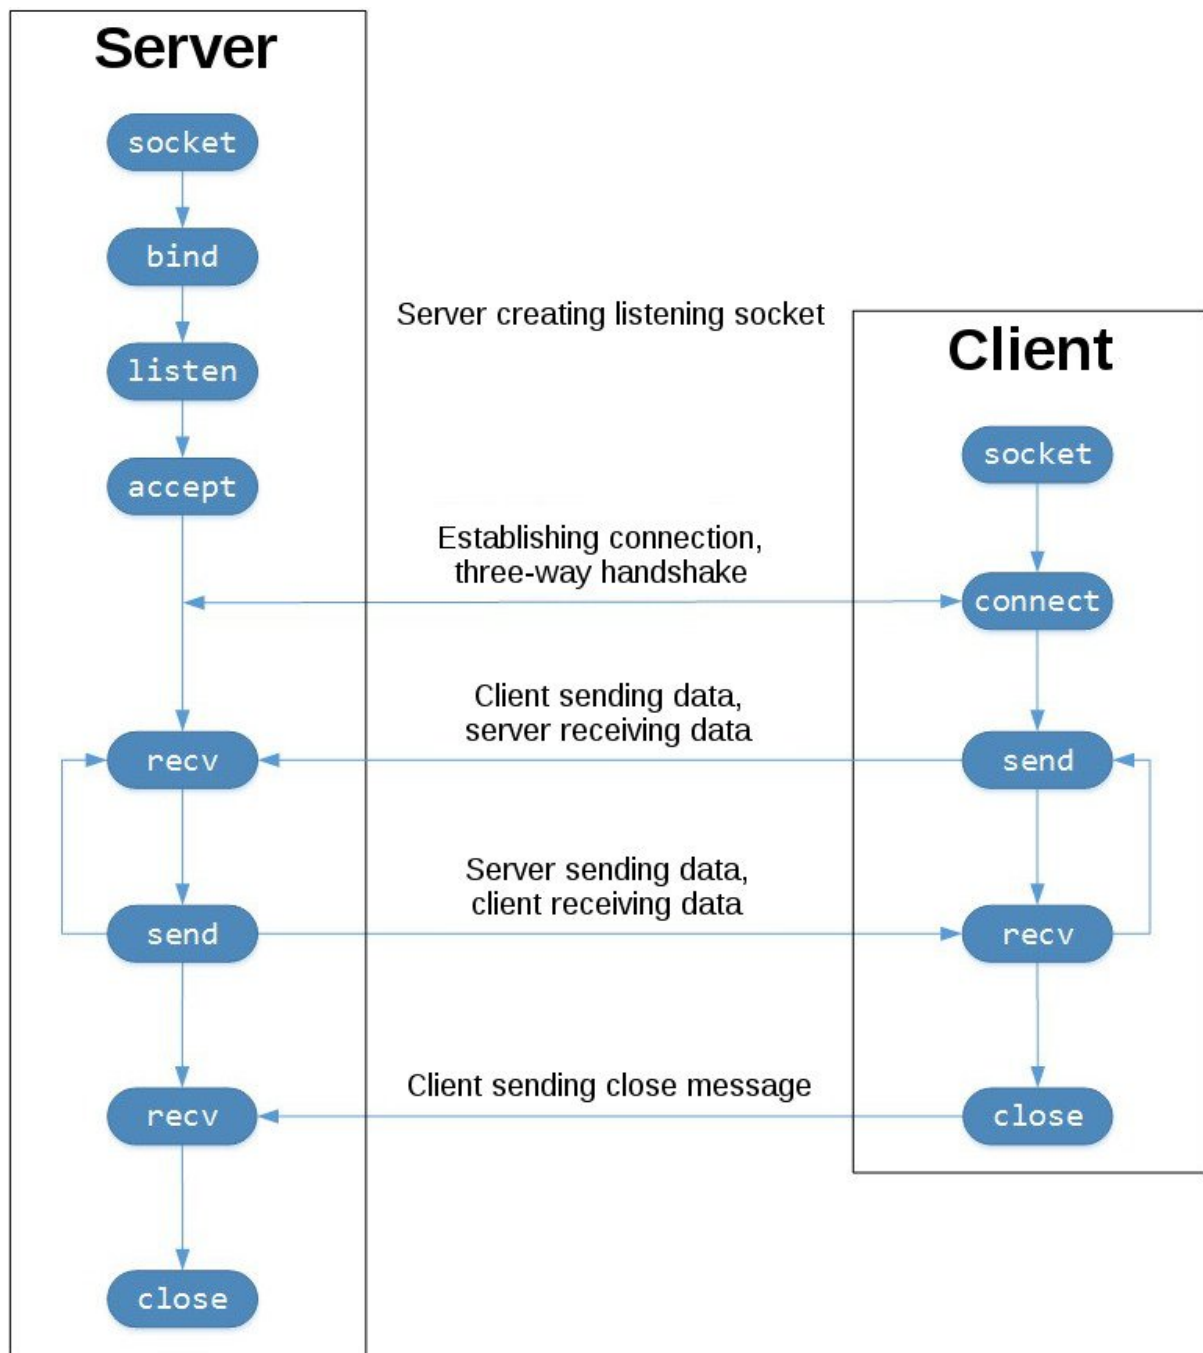 Server
socket
bind
listen
accept
recv
send
recv
close
Server creating listening socket
Establishing connection,
three-way handshake
Client sending data,
server receiving data
Server sending data,
client receiving data
Client sending close message
Client
socket
connect
send
recv
close